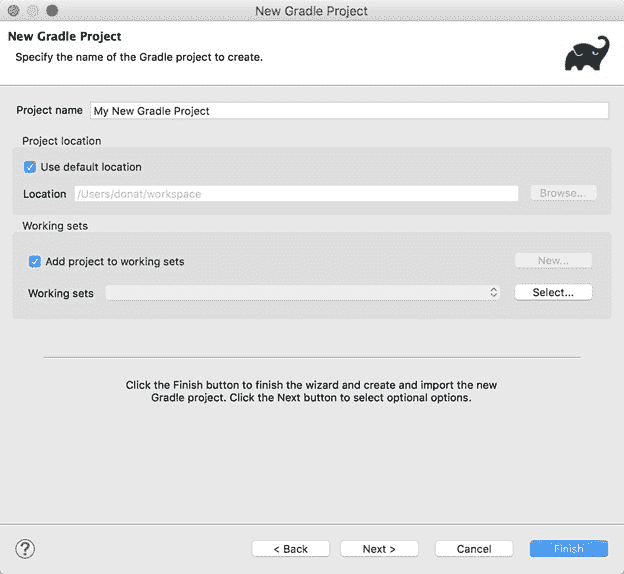 New Gradle Project
New Gradle Project
Specify the name of the Gradle project to create.
Project name My New Gradle Project
Project location
Use default location
Location /Users/donat/workspace Browse...
Working sets
Add project to working sets New...
Working sets Select...
Click the Finish button to finish the wizard and create and import the new
Gradle project. Click the Next button to select optional options.
? < Back Next > Cancel Finish